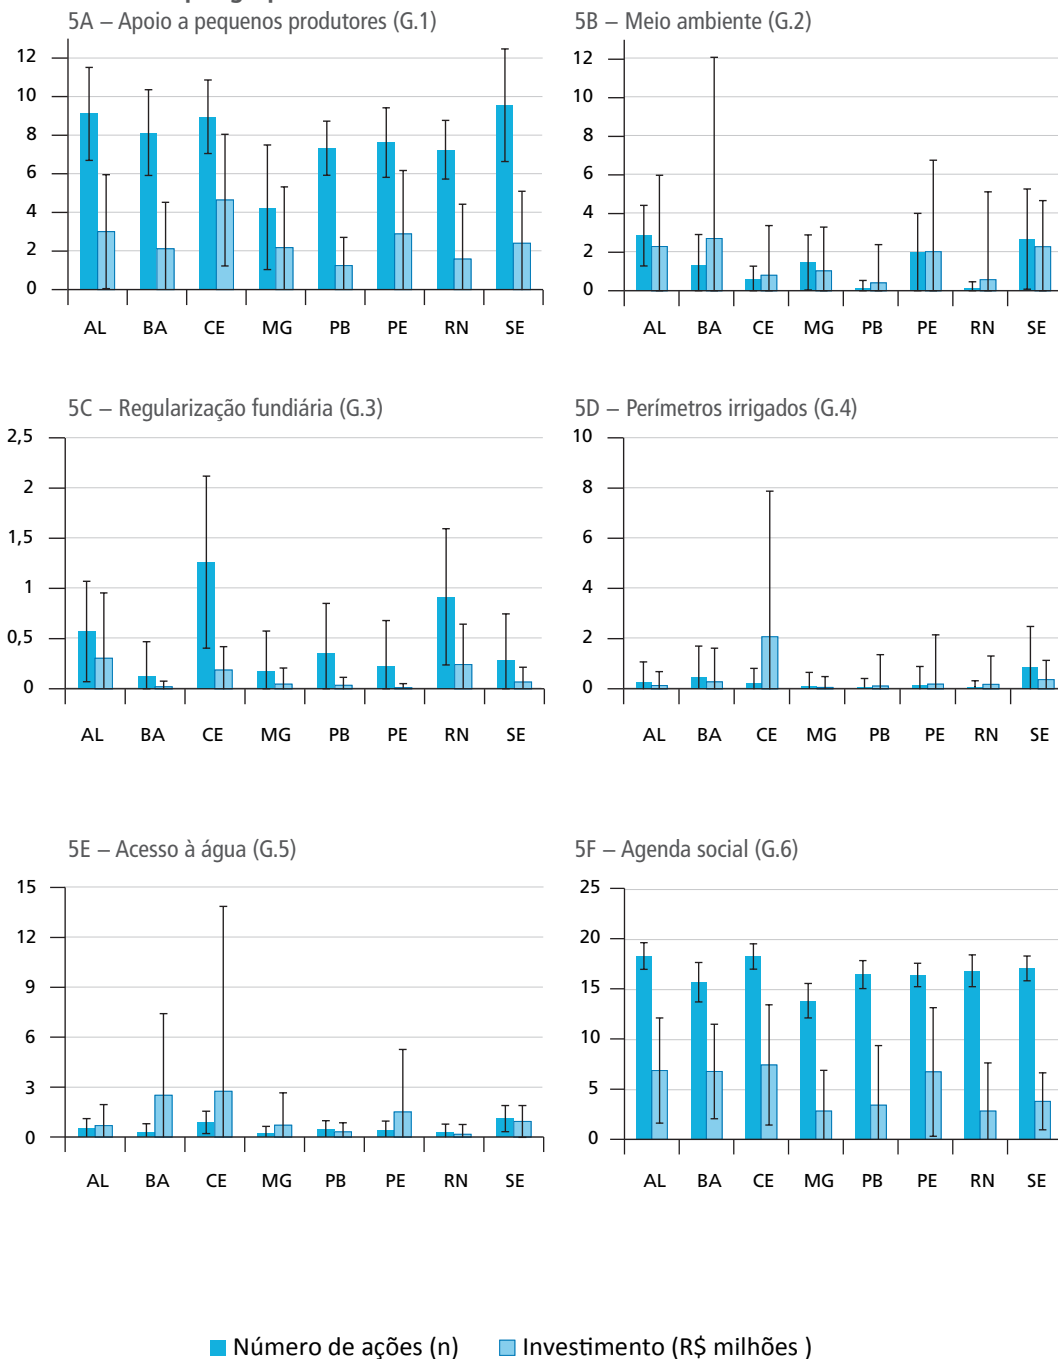 5A – Apoio a pequenos produtores (G.1)
12
10
8
6
4
2
0
AL BA CE MG PB PE RN SE
5B – Meio ambiente (G.2)
12
10
8
6
4
2
0
AL BA CE MG PB PE RN SE
5C – Regularização fundiária (G.3)
2,5
2
1,5
1
0,5
0
AL BA CE MG PB PE RN SE
5D – Perímetros irrigados (G.4)
10
8
6
4
2
0
AL BA CE MG PB PE RN SE
5E – Acesso à água (G.5)
15
12
9
6
3
0
AL BA CE MG PB PE RN SE
5F – Agenda social (G.6)
25
20
15
10
5
0
AL BA CE MG PB PE RN SE
Número de ações (n) Investimento (R$ milhões )